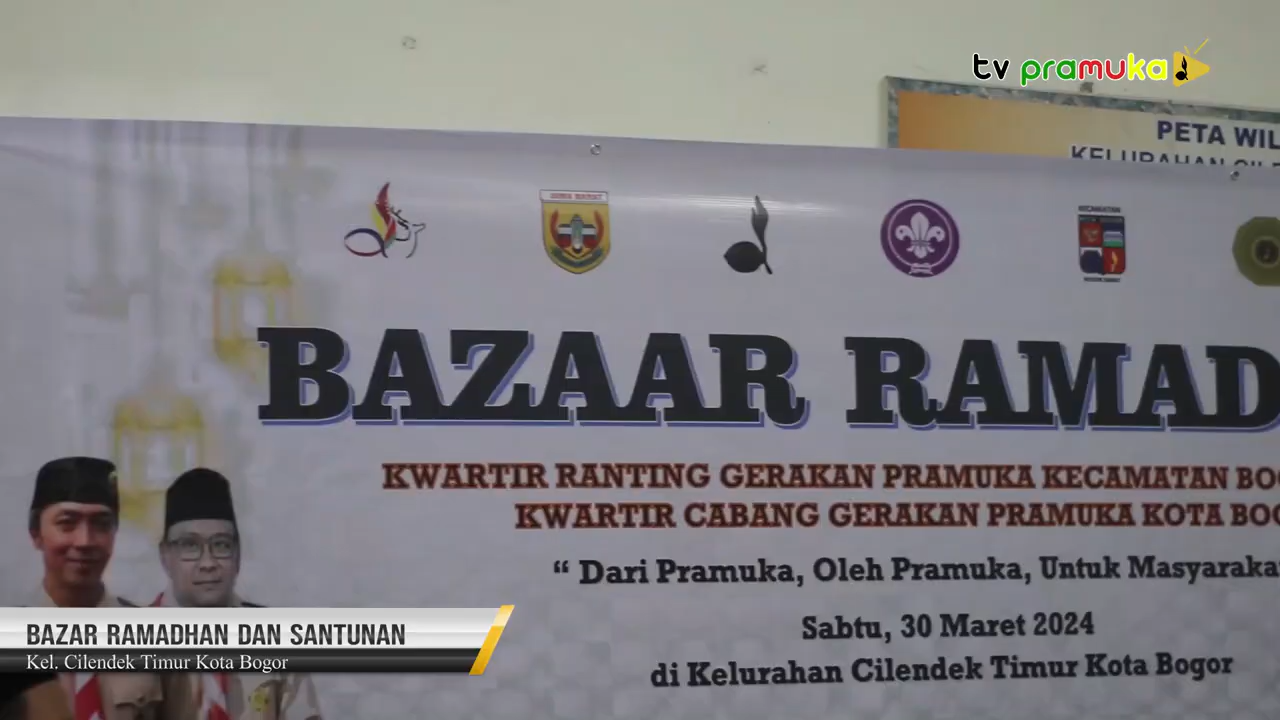 tv pramuka
PETA WIL
KELURAHAN CILE
BAZAAR RAMAD
KWARTIR RANTING GERAKAN PRAMUKA KECAMATAN BO
KWARTIR CABANG GERAKAN PRAMUKA KOTA BO
“ Dari Pramuka, Oleh Pramuka, Untuk Masyaraka
Sabtu, 30 Maret 2024
di Kelurahan Cilendek Timur Kota Bogor
BAZAR RAMADHAN DAN SANTUNAN
Kel. Cilendek Timur Kota Bogor